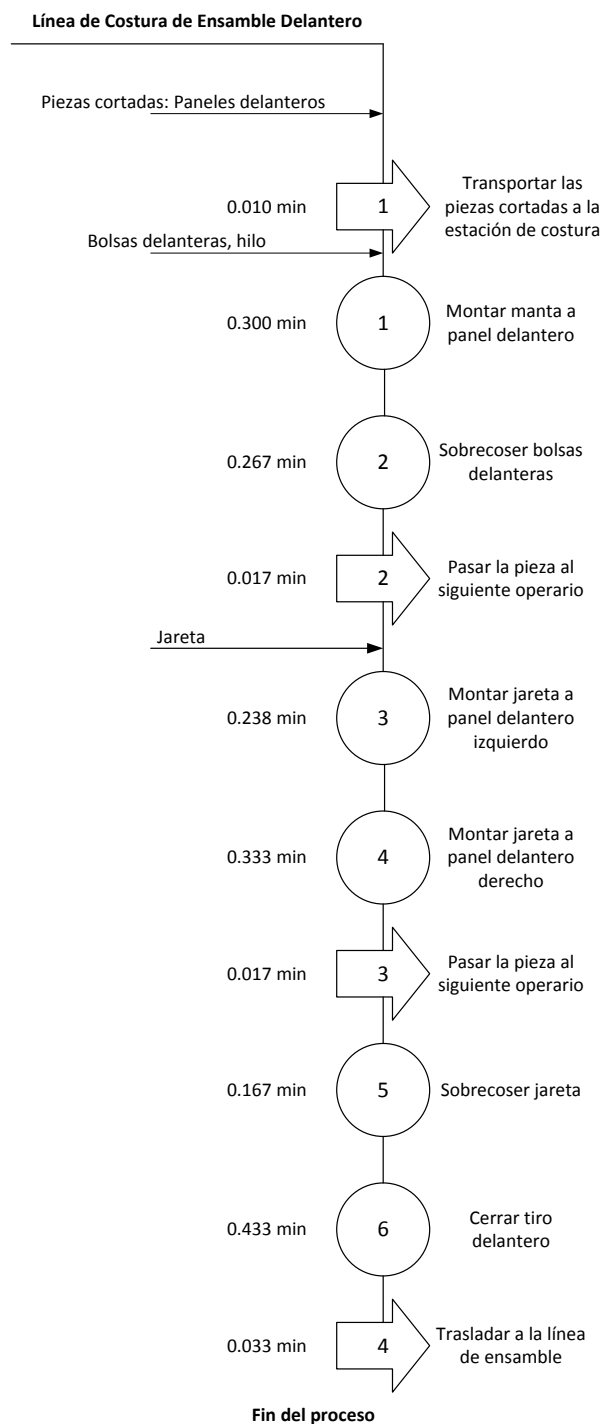 Línea de Costura de Ensamble Delantero
Piezas cortadas: Paneles delanteros
0.010 min
1
Transportar las
piezas cortadas a la
estación de costura
Bolsas delanteras, hilo
0.300 min
1
Montar manta a
panel delantero
0.267 min
2
Sobrecoser bolsas
delanteras
0.017 min
2
Pasar la pieza al
siguiente operario
Jareta
0.238 min
3
Montar jareta a
panel delantero
izquierdo
0.333 min
4
Montar jareta a
panel delantero
derecho
0.017 min
3
Pasar la pieza al
siguiente operario
0.167 min
5
Sobrecoser jareta
0.433 min
6
Cerrar tiro
delantero
0.033 min
4
Trasladar a la línea
de ensamble
Fin del proceso